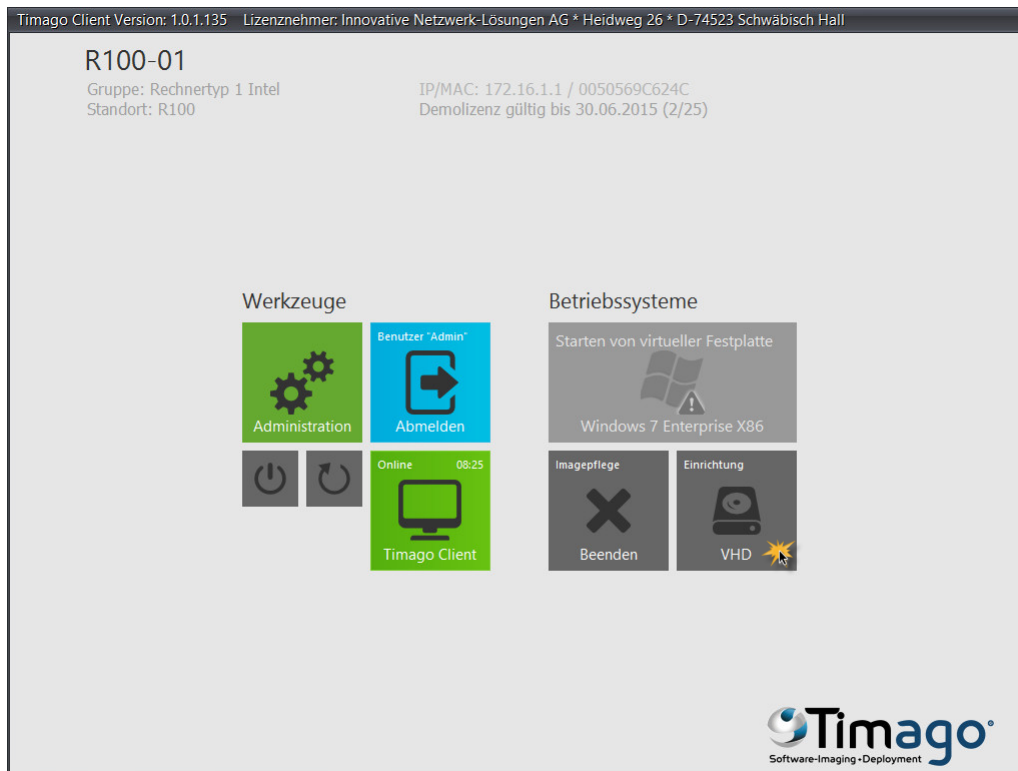 Timago Client Version: 1.0.1.135 Lizenznehmer: Innovative Netzwerk-Lösungen AG * Heidweg 26 * D-74523 Schwäbisch Hall
R100-01
Gruppe: Rechnertyp 1 Intel
Standort: R100
IP/MAC: 172.16.1.1 / 0050569C624C
Demolizenz gültig bis 30.06.2015 (2/25)
Werkzeuge
Administration
Benutzer "Admin"
Abmelden
Online 08:25
Timago Client
Betriebssysteme
Starten von virtueller Festplatte
Windows 7 Enterprise X86
Imagepflege
Beenden
Einrichtung
VHD
Timago
Software-Imaging•Deployment